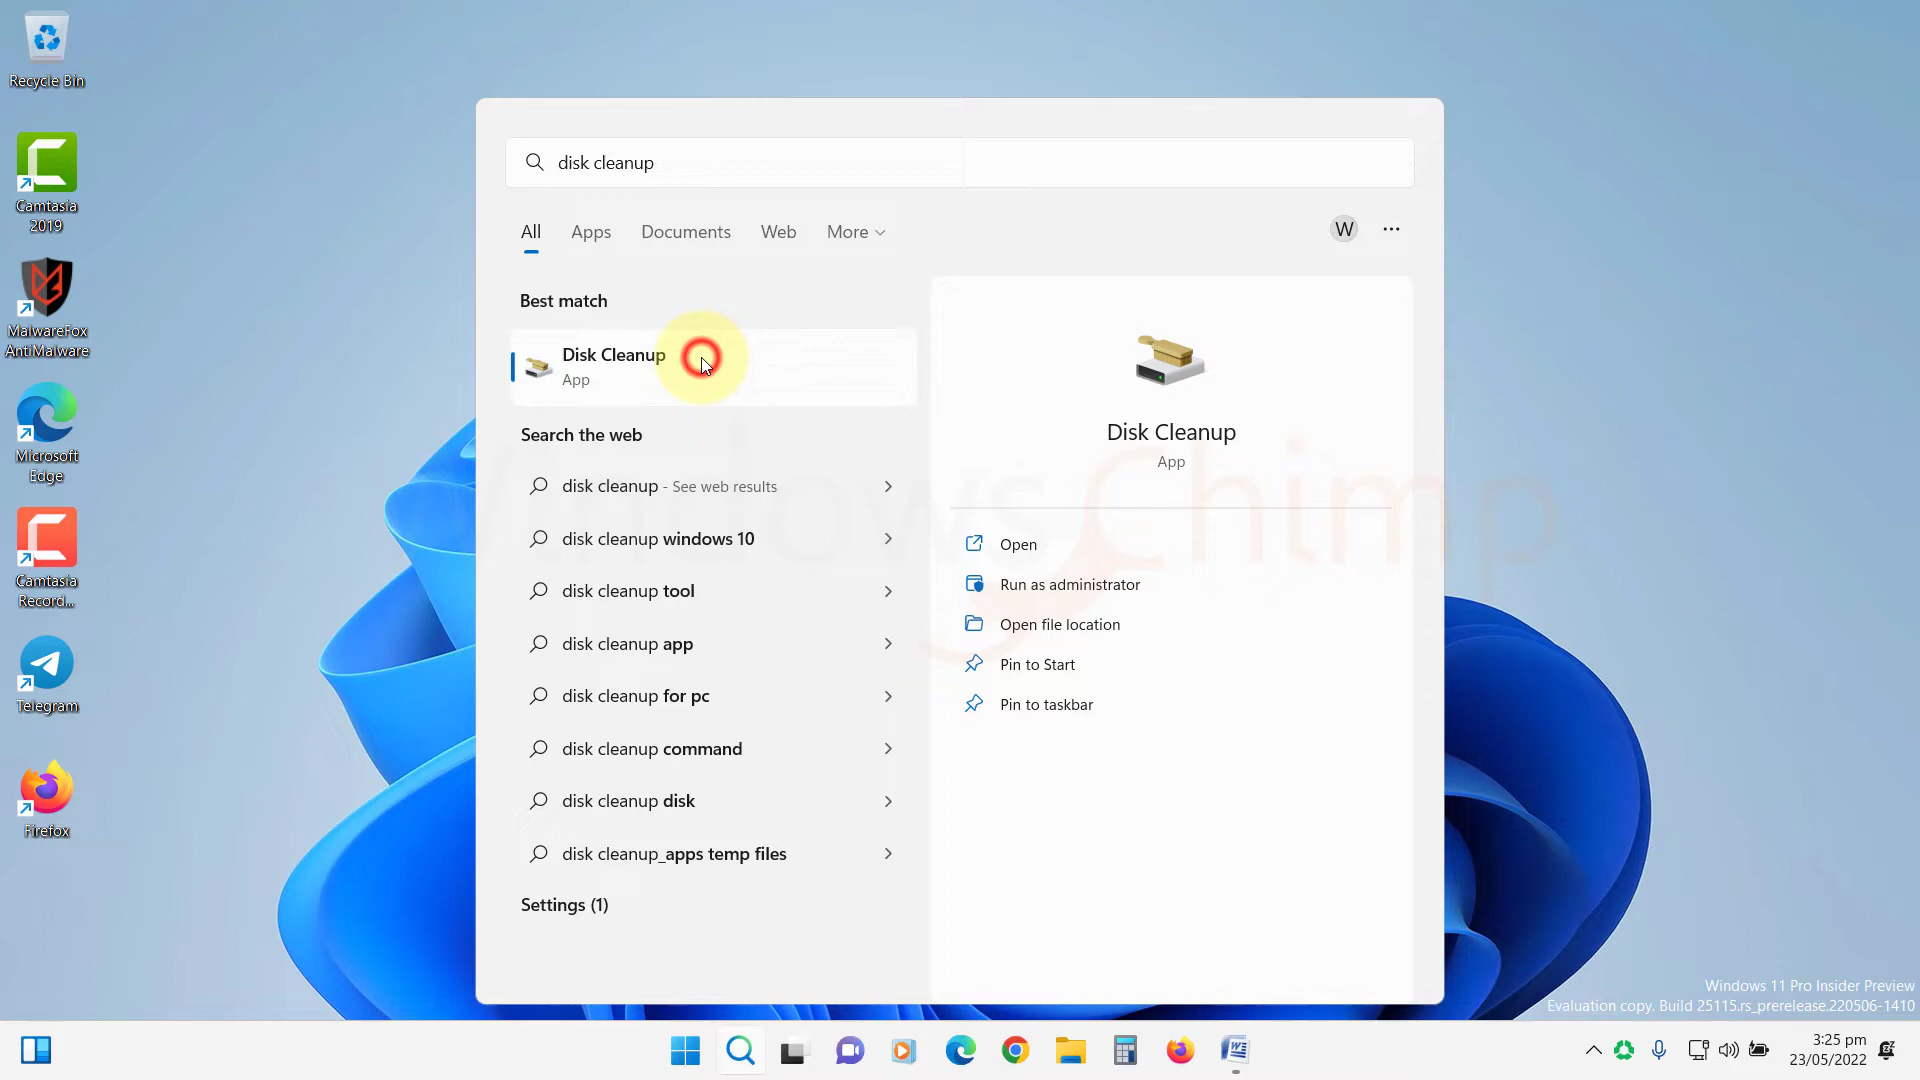 Recycle Bin
Camtasia
2019
MalwareFox
AntiMalware
Microsoft
Edge
Camtasia
Record...
Telegram
Firefox
disk cleanup
All
Apps
Documents
Web
More
W
Best match
Disk Cleanup
App
Search the web
disk cleanup - See web results
disk cleanup windows 10
disk cleanup tool
disk cleanup app
disk cleanup for pc
disk cleanup command
disk cleanup disk
disk cleanup_apps temp files
Settings (1)
Disk Cleanup
App
Open
Run as administrator
Open file location
Pin to Start
Pin to taskbar
Windows Chimp
Windows 11 Pro Insider Preview
Evaluation copy. Build 25115.rs_prerelease.220506-1410
3:25 pm
23/05/2022